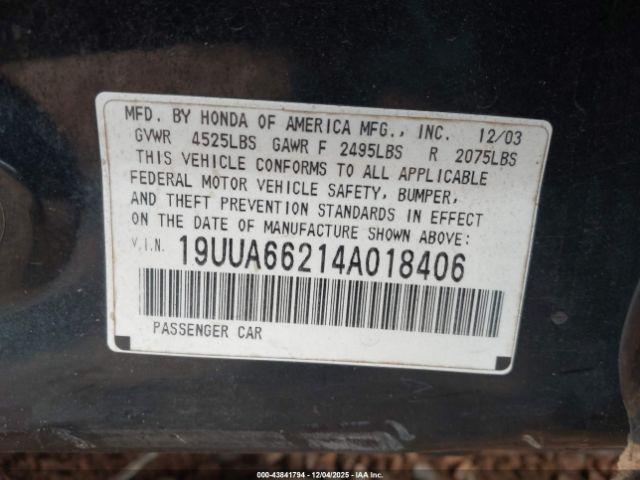 MFD. BY HONDA OF AMERICA MFG., INC. 12/03
GVWR 4525LBS GAWR F 2495LBS R 2075LBS
THIS VEHICLE CONFORMS TO ALL APPLICABLE
FEDERAL MOTOR VEHICLE SAFETY, BUMPER,
AND THEFT PREVENTION STANDARDS IN EFFECT
ON THE DATE OF MANUFACTURE SHOWN ABOVE:
V.I.N. 19UUA66214A018406
PASSENGER CAR
000-43841794 - 12/04/2025 - IAA Holdings, LLC